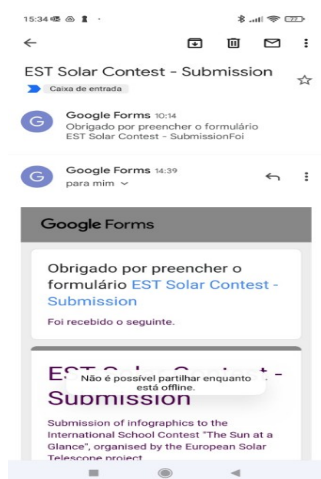 15:34
EST Solar Contest - Submission
Caixa de entrada
G
Google Forms 10:14
Obrigado por preencher o formulário
EST Solar Contest - SubmissionFoi
G
Google Forms 14:39
para mim
Google Forms
Obrigado por preencher o
formulário EST Solar Contest -
Submission
Foi recebido o seguinte.
Não é possível partilhar enquanto
está offline.
Submission
Submission of infographics to the
International School Contest "The Sun at a
Glance", organised by the European Solar
Telescope project